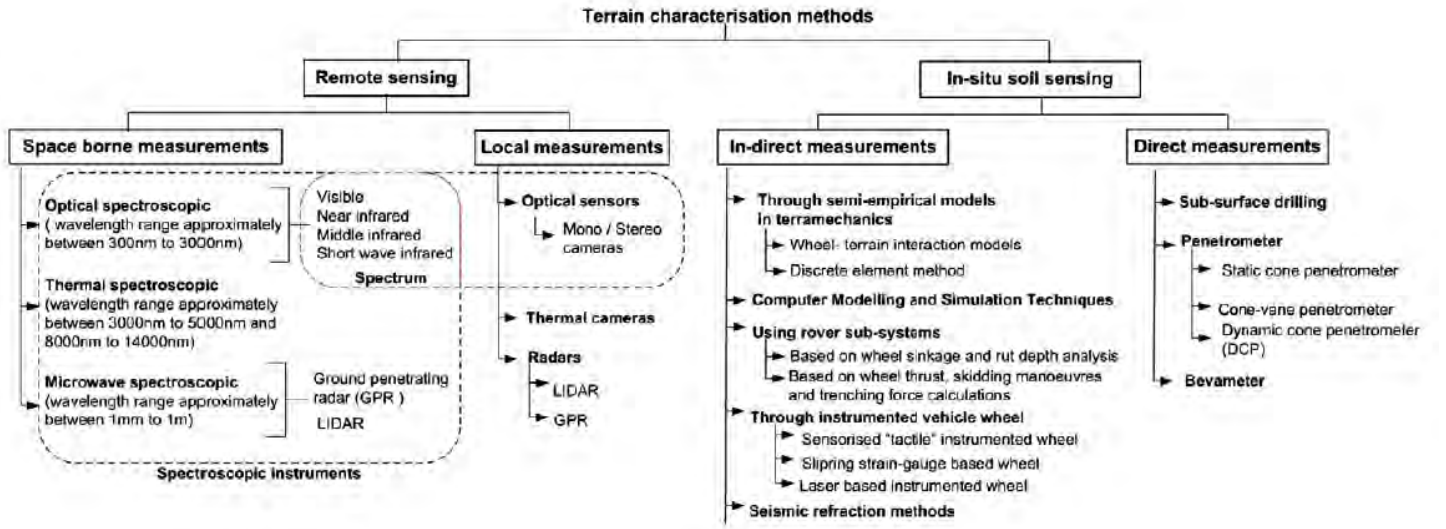 Terrain characterisation methods
Remote sensing
In-situ soil sensing
Space borne measurements
Local measurements
In-direct measurements
Direct measurements
Optical spectroscopic
( wavelength range approximately
between 300nm to 3000nm)
Visible
Near infrared
Middle infrared
Short wave infrared
Spectrum
Thermal spectroscopic
(wavelength range approximately
between 3000nm to 5000nm and
8000nm to 14000nm)
Microwave spectroscopic
(wavelength range approximately
between 1mm to 1m)
Ground penetrating
radar (GPR )
LIDAR
Spectroscopic instruments
Optical sensors
Mono / Stereo
cameras
Thermal cameras
Radars
LIDAR
GPR
Through semi-empirical models
in terramechanics
Wheel- terrain interaction models
Discrete element method
Computer Modelling and Simulation Techniques
Using rover sub-systems
Based on wheel sinkage and rut depth analysis
Based on wheel thrust, skidding manoeuvres
and trenching force calculations
Through instrumented vehicle wheel
Sensorised "tactile" instrumented wheel
Slipring strain-gauge based wheel
Laser based instrumented wheel
Seismic refraction methods
Sub-surface drilling
Penetrometer
Static cone penetrometer
Cone-vane penetrometer
Dynamic cone penetrometer
(DCP)
Bevameter